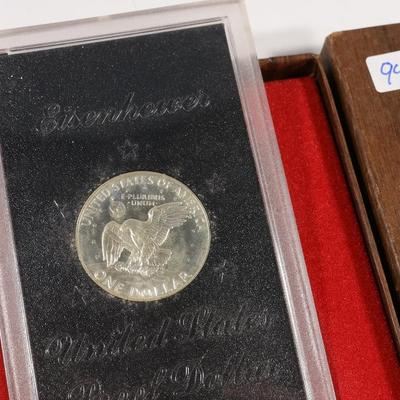 Eisenhower
UNITED STATES OF AMERICA
E PLURIBUS
UNUM
ONE DOLLAR
United States
Proof Dollar